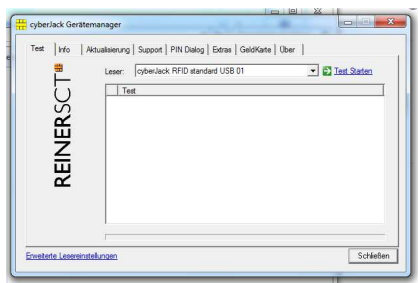 cyberJack Gerätemanager
Test Info Aktualisierung Support PIN Dialog Extras GeldKarte Über
Leser: cyberJack RFID standard USB 01 Test Starten
Test
REINERSCT
Erweiterte Lesereinstellungen
Schließen